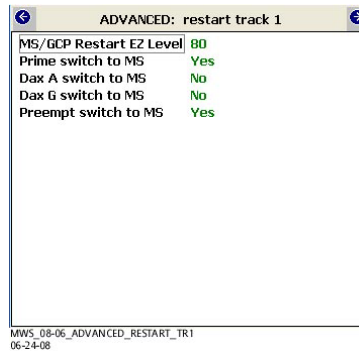 ADVANCED: restart track 1
MS/GCP Restart EZ Level 80
Prime switch to MS Yes
Dax A switch to MS No
Dax G switch to MS No
Preempt switch to MS Yes
MWS_08-06_ADVANCED_RESTART_TR1
06-24-08